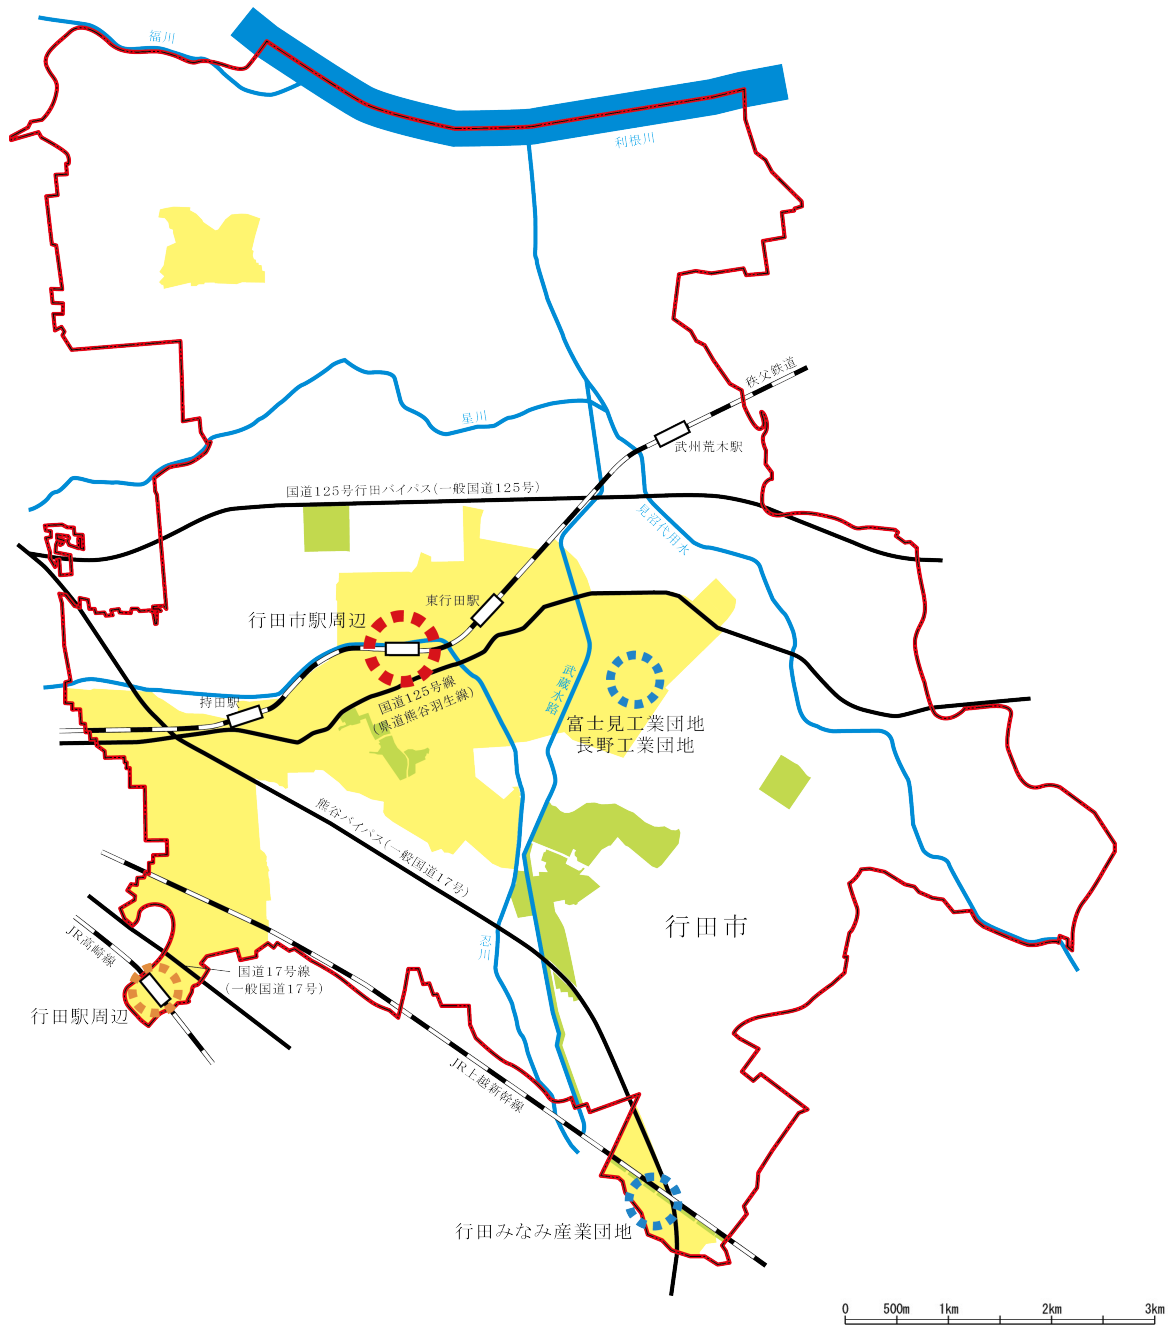 福川
利根川
秩父鉄道
星川
武州荒木駅
国道125号行田バイパス(一般国道125号)
見沼代用水
東行田駅
行田市駅周辺
武蔵水路
持田駅
国道125号線
(県道熊谷羽生線)
富士見工業団地
長野工業団地
熊谷バイパス(一般国道17号)
行田市
忍川
JR高崎線
国道17号線
(一般国道17号)
行田駅周辺
JR上越新幹線
行田みなみ産業団地
0 500m 1km 2km 3km